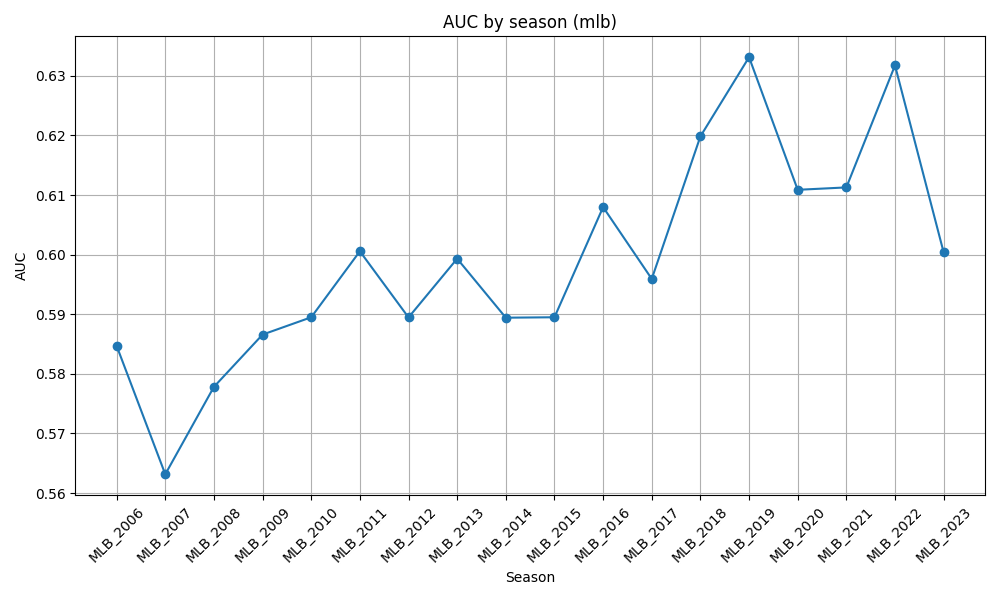 AUC by season (mlb)
AUC
0.63
0.62
0.61
0.60
0.59
0.58
0.57
0.56
MLB_2006
MLB_2007
MLB_2008
MLB_2009
MLB_2010
MLB_2011
MLB_2012
MLB_2013
MLB_2014
MLB_2015
MLB_2016
MLB_2017
MLB_2018
MLB_2019
MLB_2020
MLB_2021
MLB_2022
MLB_2023
Season